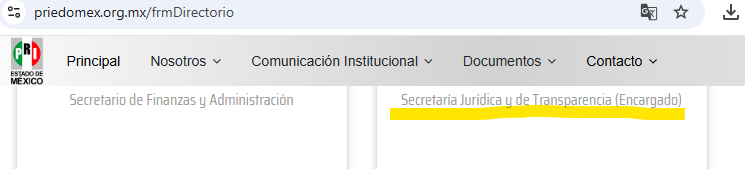 priedomex.org.mx/frmDirectorio
PRI
ESTADO DE
MÉXICO
Principal
Nosotros
Comunicación Institucional
Documentos
Contacto
Secretario de Finanzas y Administración
Secretaría Jurídica y de Transparencia (Encargado)